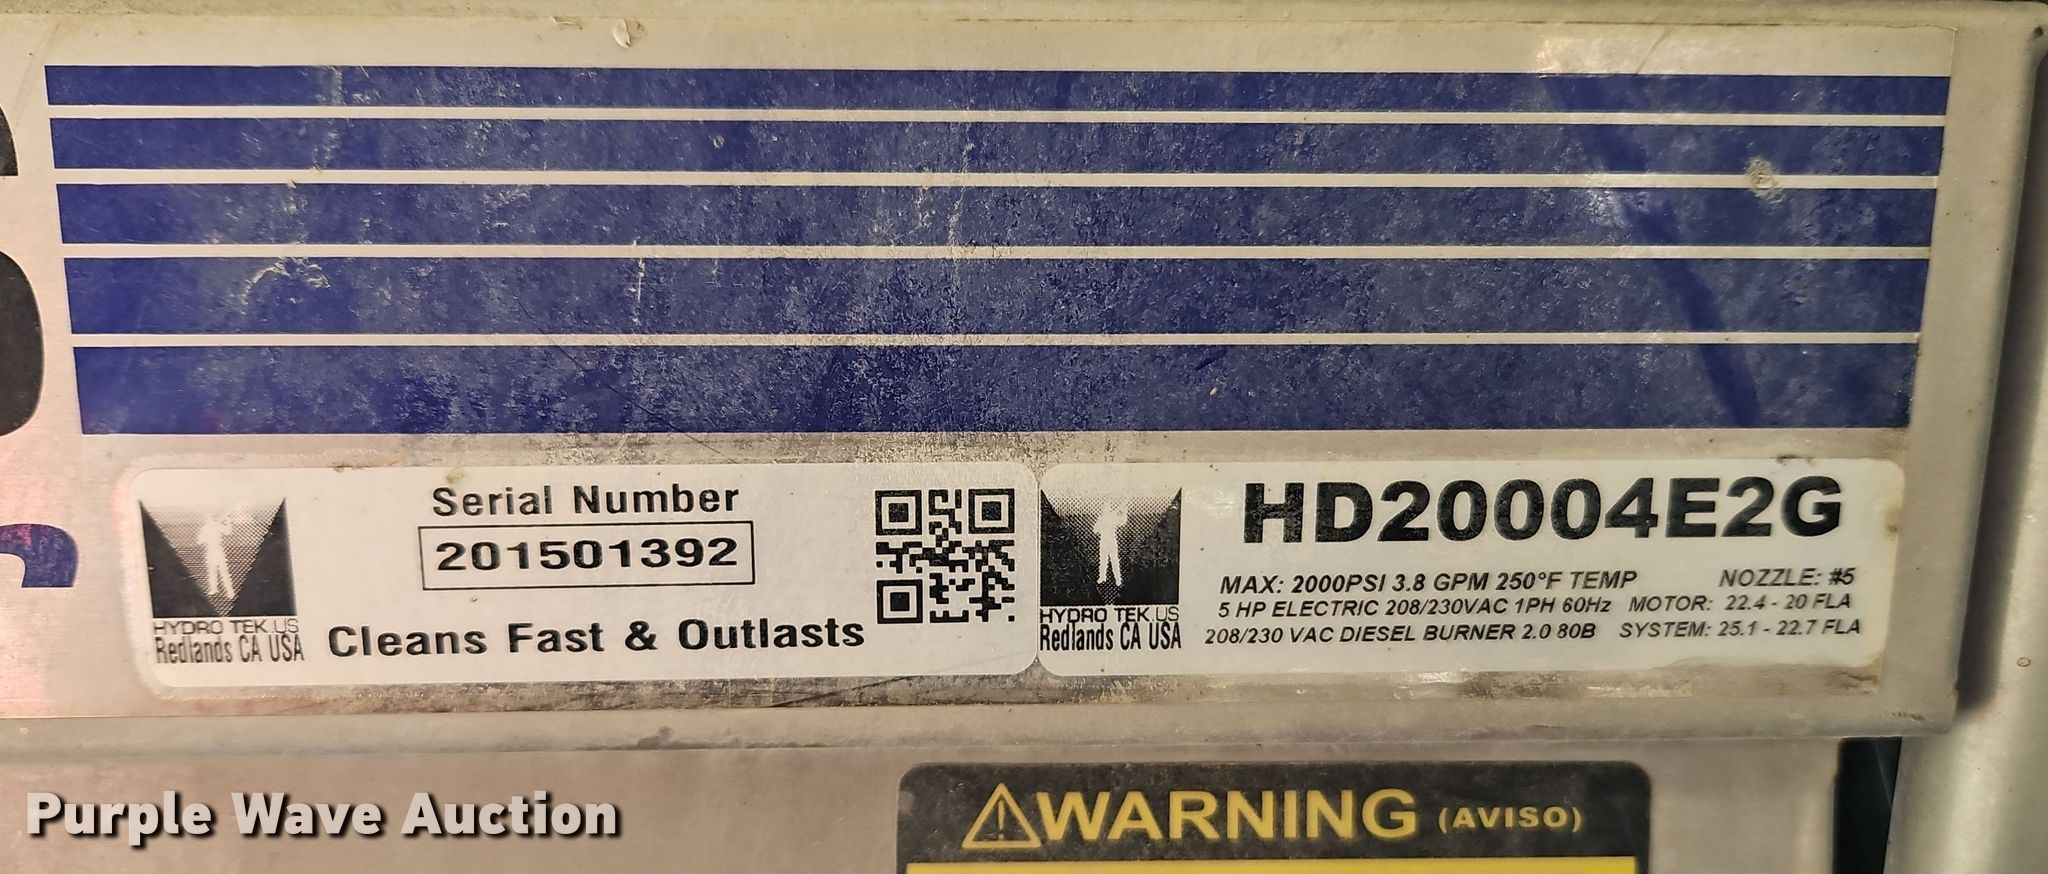 Serial Number
201501392
HYDRO TEK.US
Redlands CA USA
Cleans Fast & Outlasts
HYDRO TEK.US
Redlands CA USA
HD20004E2G
MAX: 2000PSI 3.8 GPM 250°F TEMP NOZZLE: #5
5 HP ELECTRIC 208/230VAC 1PH 60Hz MOTOR: 22.4 - 20 FLA
208/230 VAC DIESEL BURNER 2.0 80B SYSTEM: 25.1 - 22.7 FLA
WARNING (AVISO)
Purple Wave Auction